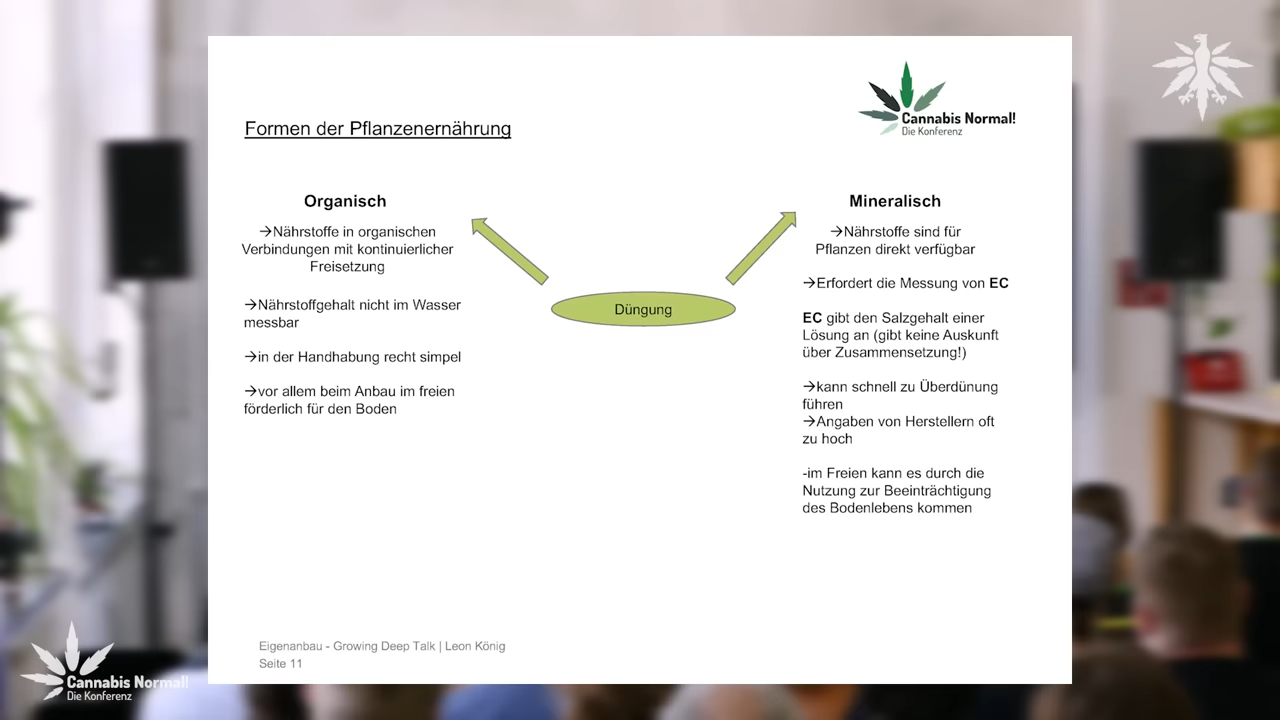 Cannabis Normal!
Die Konferenz
Formen der Pflanzenernährung
Organisch
→Nährstoffe in organischen
Verbindungen mit kontinuierlicher
Freisetzung
→Nährstoffgehalt nicht im Wasser
messbar
→in der Handhabung recht simpel
→vor allem beim Anbau im freien
förderlich für den Boden
Düngung
Mineralisch
→Nährstoffe sind für
Pflanzen direkt verfügbar
→Erfordert die Messung von EC
EC gibt den Salzgehalt einer
Lösung an (gibt keine Auskunft
über Zusammensetzung!)
→kann schnell zu Überdünung
führen
→Angaben von Herstellern oft
zu hoch
-im Freien kann es durch die
Nutzung zur Beeinträchtigung
des Bodenlebens kommen
Eigenanbau - Growing Deep Talk | Leon König
Seite 11
Cannabis Normal!
Die Konferenz